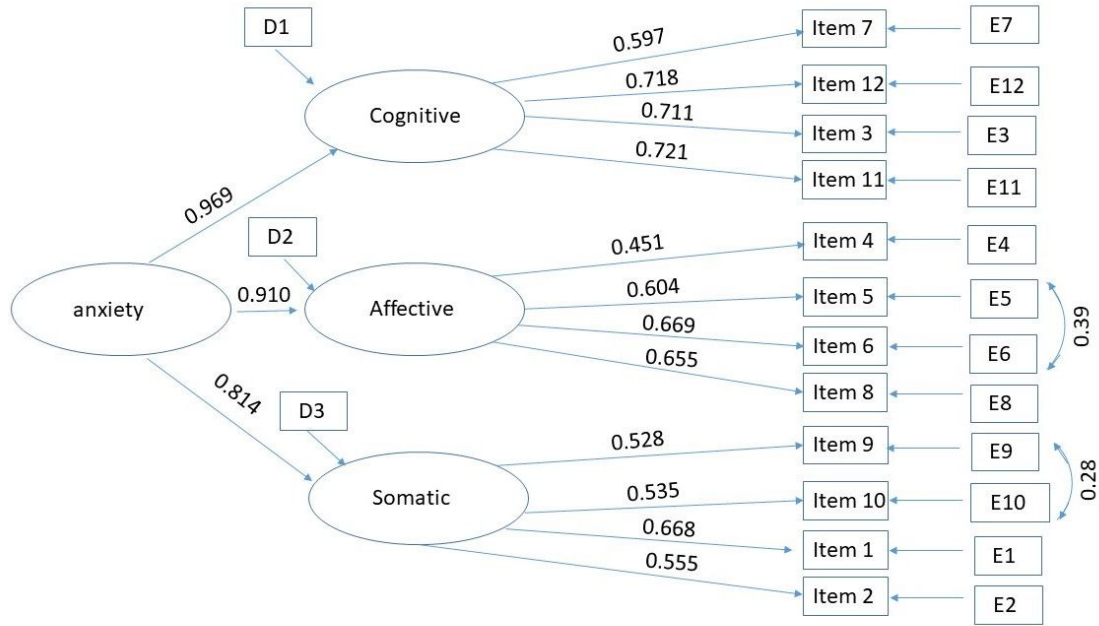 D1
Cognitive
0.597
Item 7
E7
0.718
Item 12
E12
0.711
Item 3
E3
0.721
Item 11
E11
0.969
anxiety
D2
0.910
Affective
0.451
Item 4
E4
0.604
Item 5
E5
0.669
Item 6
E6
0.39
0.655
Item 8
E8
0.814
D3
Somatic
0.528
Item 9
E9
0.535
Item 10
E10
0.28
0.668
Item 1
E1
0.555
Item 2
E2